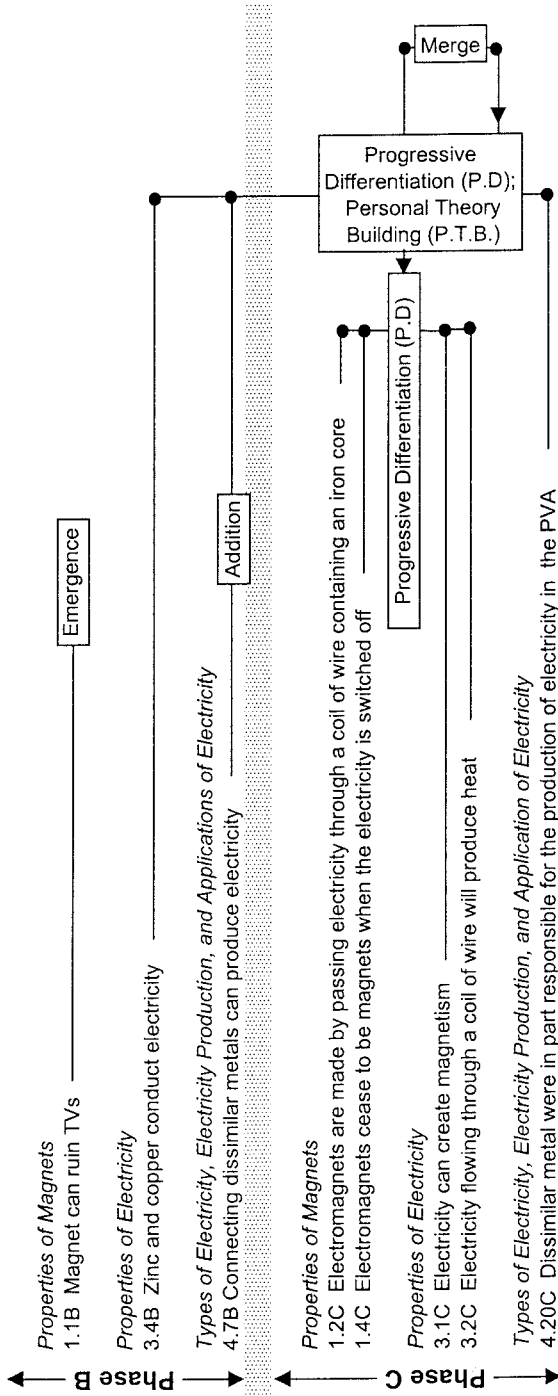 Phase B
Properties of Magnets
1.1B Magnet can ruin TVs
Emergence
Properties of Electricity
3.4B Zinc and copper conduct electricity
Types of Electricity, Electricity Production, and Applications of Electricity
4.7B Connecting dissimilar metals can produce electricity
Addition
Phase C
Properties of Magnets
1.2C Electromagnets are made by passing electricity through a coil of wire containing an iron core
1.4C Electromagnets cease to be magnets when the electricity is switched off
Progressive Differentiation (P.D)
Properties of Electricity
3.1C Electricity can create magnetism
3.2C Electricity flowing through a coil of wire will produce heat
Types of Electricity, Electricity Production, and Application of Electricity
4.20C Dissimilar metal were in part responsible for the production of electricity in the PVA
Progressive
Differentiation (P.D);
Personal Theory
Building (P.T.B.)
Merge